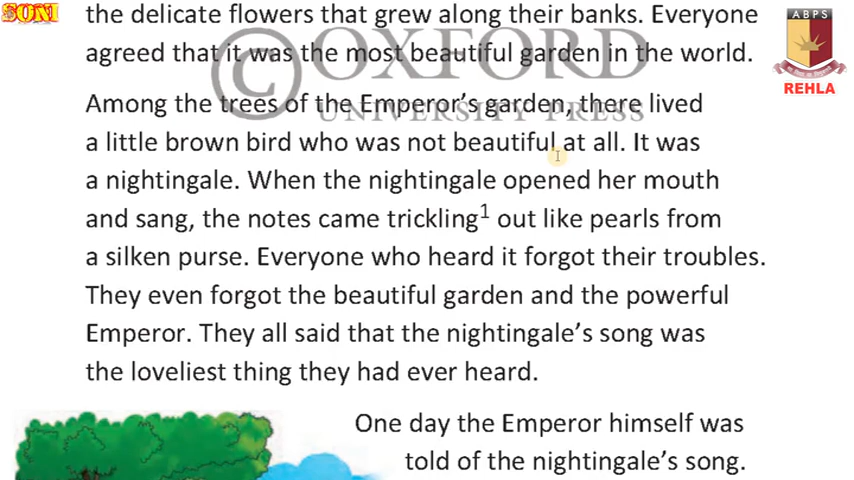 SONI
the delicate flowers that grew along their banks. Everyone
agreed that it was the most beautiful garden in the world.
© OXFORD
UNIVERSITY PRESS
ABPS
REHLA
Among the trees of the Emperor's garden, there lived
a little brown bird who was not beautiful at all. It was
a nightingale. When the nightingale opened her mouth
and sang, the notes came trickling¹ out like pearls from
a silken purse. Everyone who heard it forgot their troubles.
They even forgot the beautiful garden and the powerful
Emperor. They all said that the nightingale's song was
the loveliest thing they had ever heard.
One day the Emperor himself was
told of the nightingale's song.